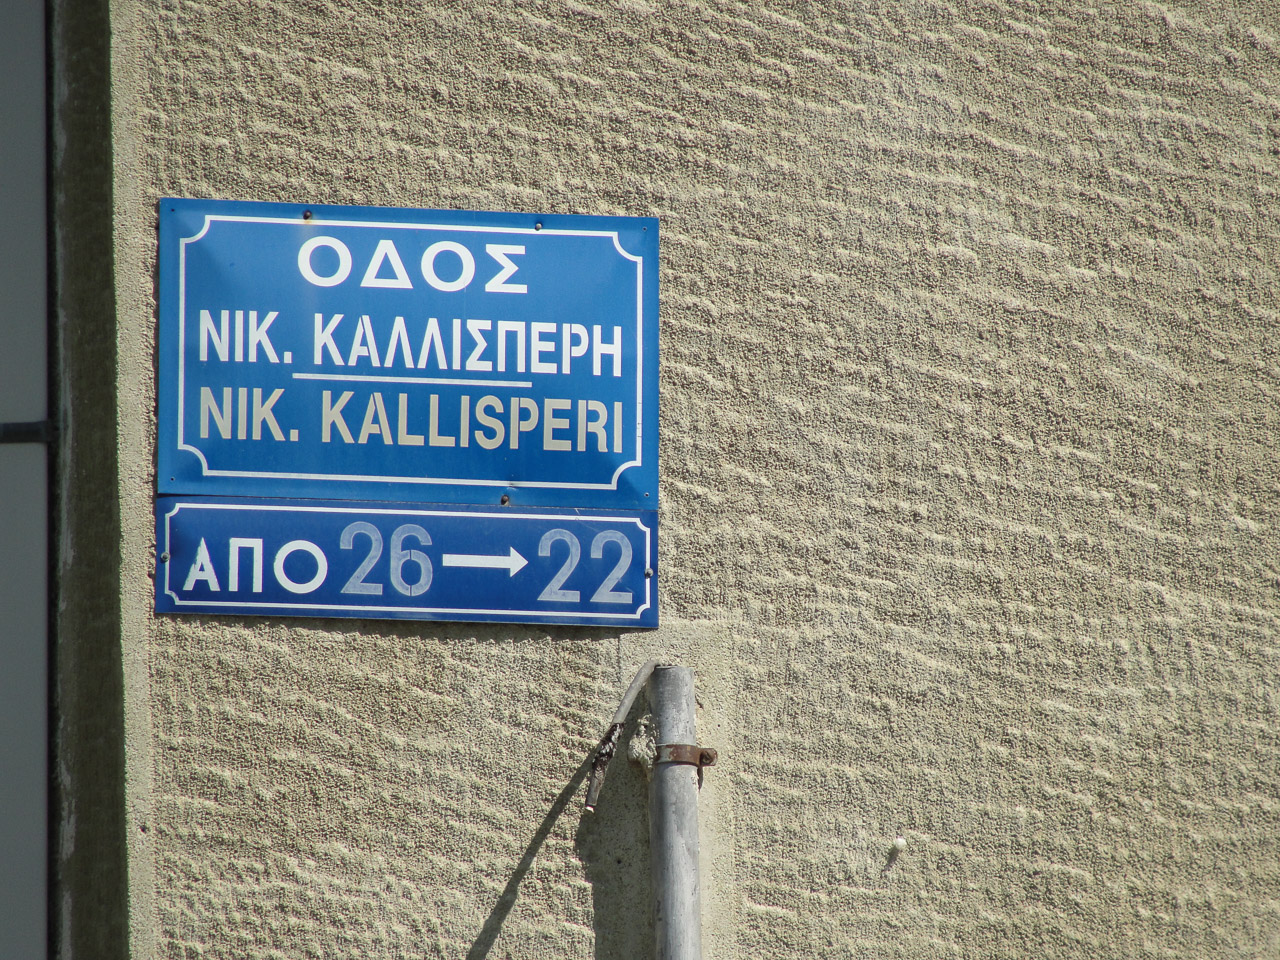 ΟΔΟΣ
ΝΙΚ. ΚΑΛΛΙΣΠΕΡΗ
NIK. KALLISPERI
ΑΠΟ 26 → 22